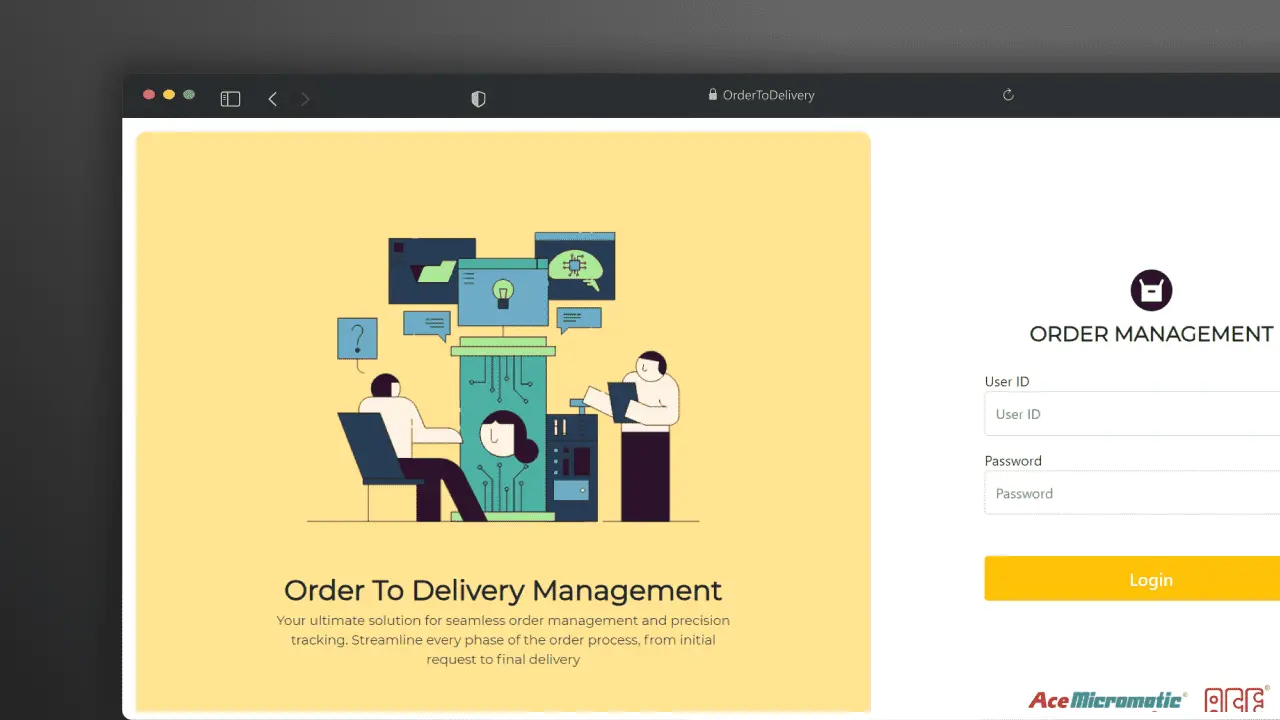 OrderToDelivery
?
Order To Delivery Management
Your ultimate solution for seamless order management and precision
tracking. Streamline every phase of the order process, from initial
request to final delivery
ORDER MANAGEMENT
User ID
User ID
Password
Password
Login
AceMicromatic®
ACE®